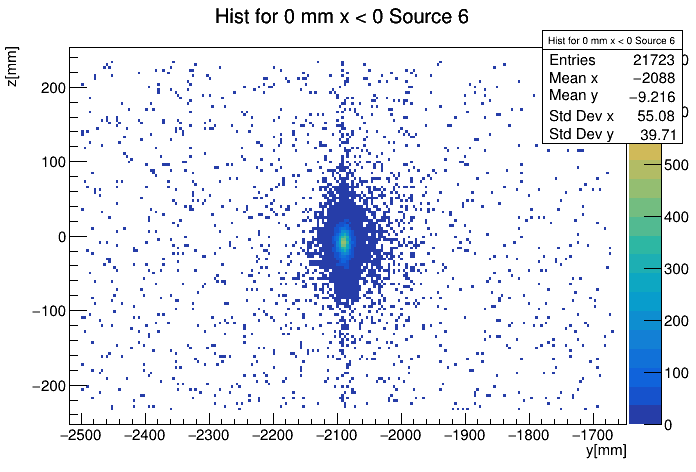 Hist for 0 mm x < 0 Source 6
z[mm]
Hist for 0 mm x < 0 Source 6
Entries 21723
Mean x −2088
Mean y −9.216
Std Dev x 55.08
Std Dev y 39.71
200
100
0
−100
−200
−2500 −2400 −2300 −2200 −2100 −2000 −1900 −1800 −1700
y[mm]
500
400
300
200
100
0